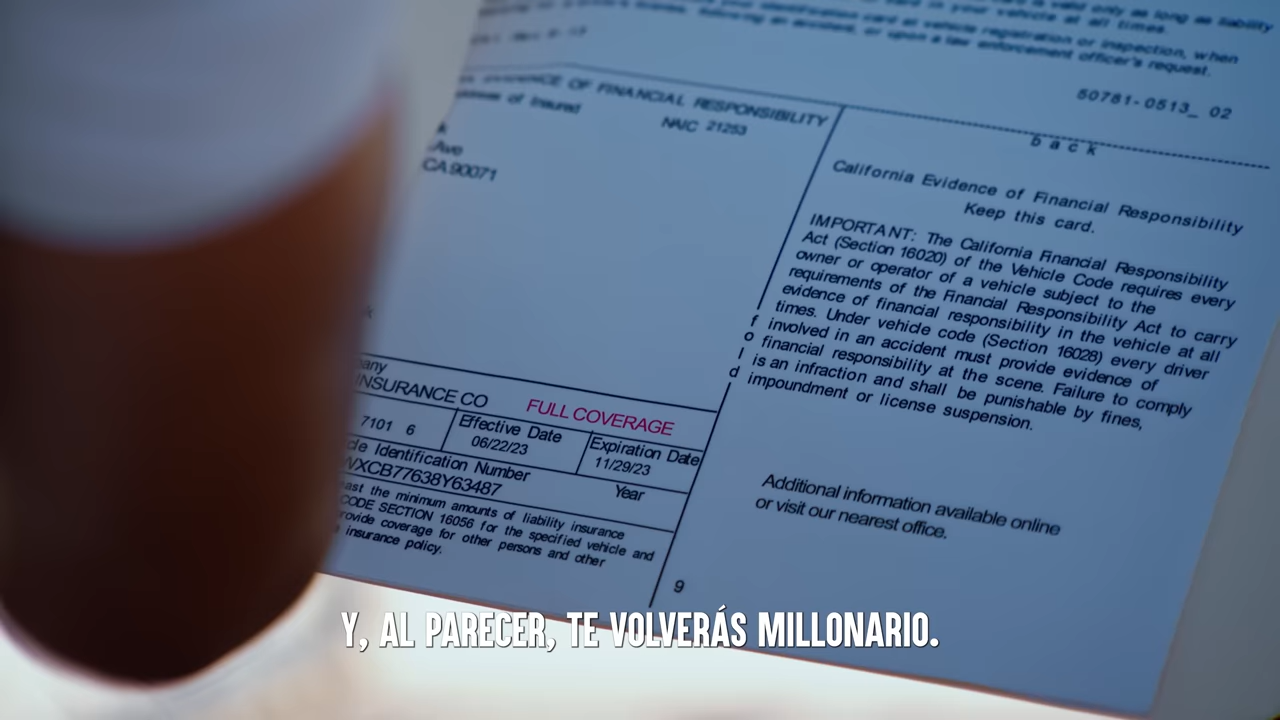 card is valid only as long as liability
in your vehicle at all times.
your identification card at vehicle registration or inspection, when
following an accident, or upon a law enforcement officer's request.
50781-0513_ 02
EVIDENCE OF FINANCIAL RESPONSIBILITY
of Insured
NAIC 21253
Ave
CA 90071
back
California Evidence of Financial Responsibility
Keep this card.
IMPORTANT: The California Financial Responsibility
Act (Section 16020) of the Vehicle Code requires every
owner or operator of a vehicle subject to the
requirements of the Financial Responsibility Act to carry
evidence of financial responsibility in the vehicle at all
times. Under vehicle code (Section 16028) every driver
involved in an accident must provide evidence of
financial responsibility at the scene. Failure to comply
is an infraction and shall be punishable by fines,
impoundment or license suspension.
fold
INSURANCE CO
FULL COVERAGE
7101 6
Effective Date
06/22/23
Expiration Date
11/29/23
Identification Number
VXCB77638Y63487
Year
the minimum amounts of liability insurance
CODE SECTION 16056 for the specified vehicle and
provide coverage for other persons and other
insurance policy.
Additional information available online
or visit our nearest office.
9
Y, AL PARECER, TE VOLVERÁS MILLONARIO.